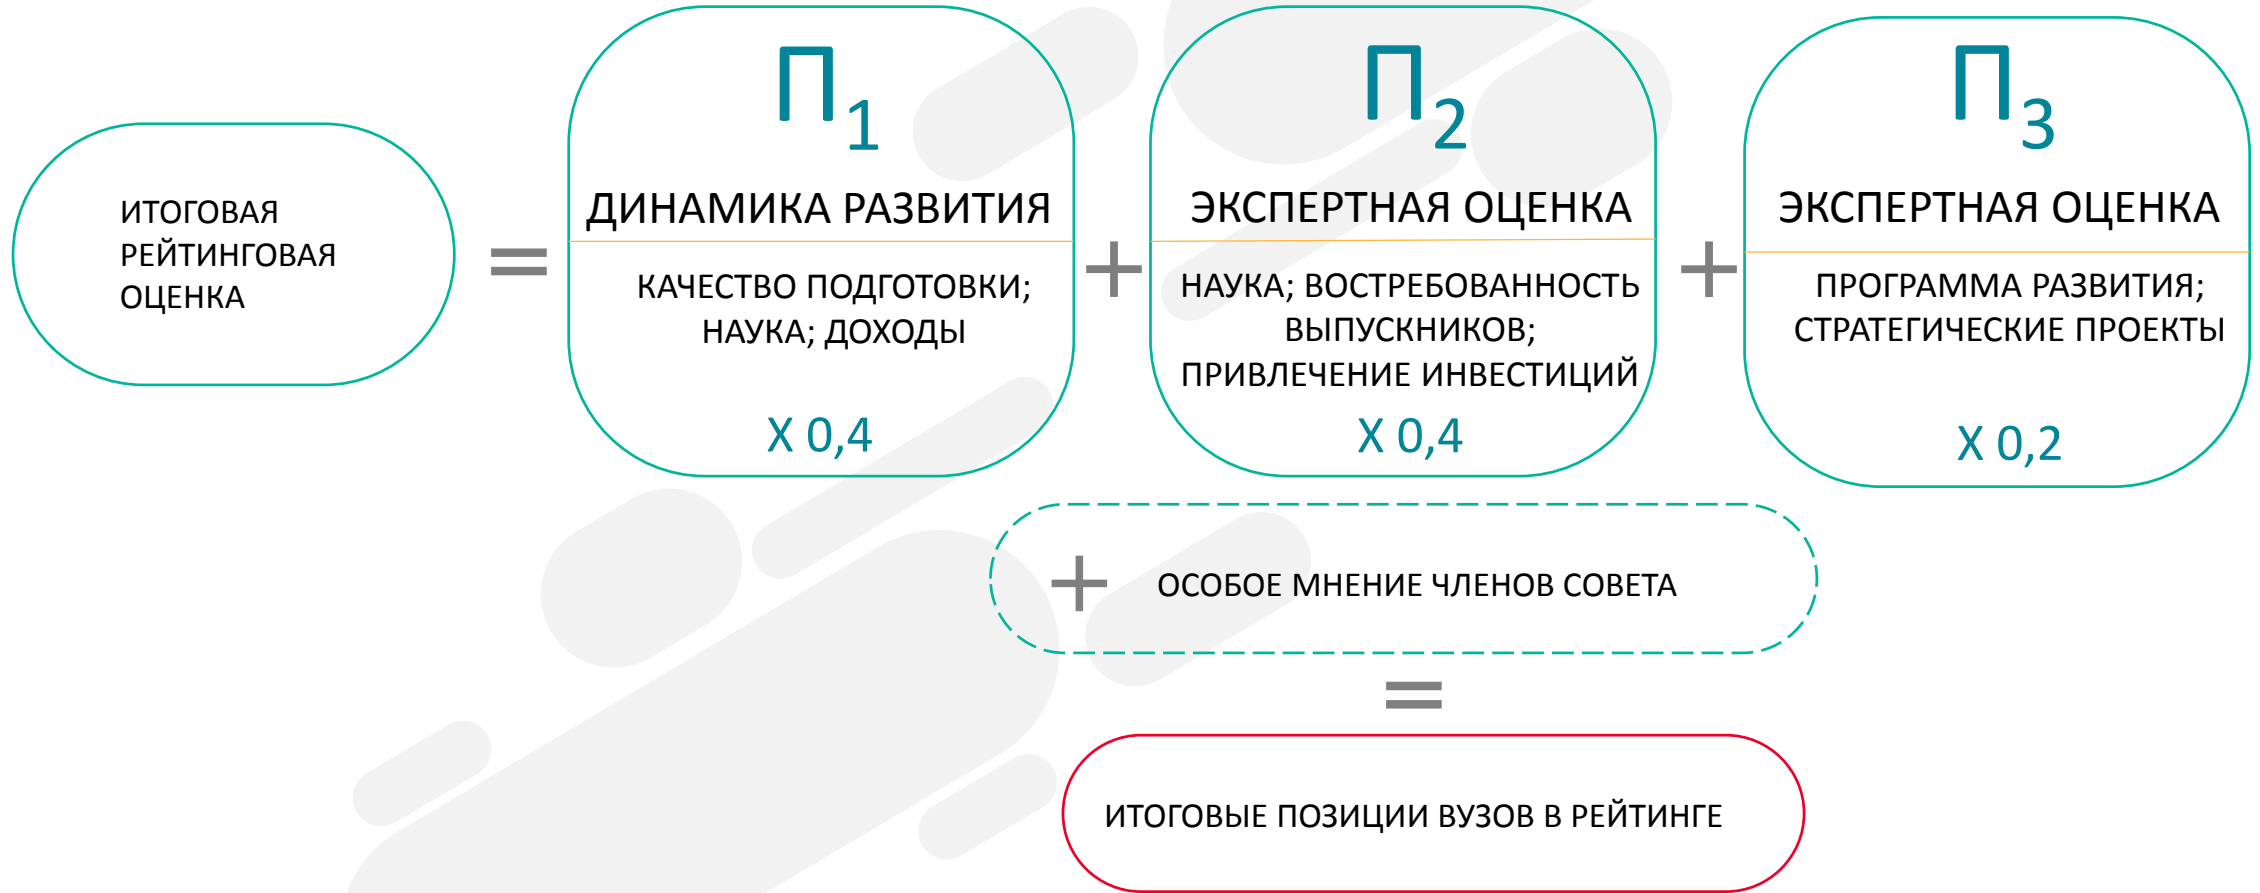 ИТОГОВАЯ
РЕЙТИНГОВАЯ
ОЦЕНКА
=
П1
ДИНАМИКА РАЗВИТИЯ
КАЧЕСТВО ПОДГОТОВКИ;
НАУКА; ДОХОДЫ
X 0,4
+
П2
ЭКСПЕРТНАЯ ОЦЕНКА
НАУКА; ВОСТРЕБОВАННОСТЬ
ВЫПУСКНИКОВ;
ПРИВЛЕЧЕНИЕ ИНВЕСТИЦИЙ
X 0,4
+
П3
ЭКСПЕРТНАЯ ОЦЕНКА
ПРОГРАММА РАЗВИТИЯ;
СТРАТЕГИЧЕСКИЕ ПРОЕКТЫ
X 0,2
+ ОСОБОЕ МНЕНИЕ ЧЛЕНОВ СОВЕТА
=
ИТОГОВЫЕ ПОЗИЦИИ ВУЗОВ В РЕЙТИНГЕ